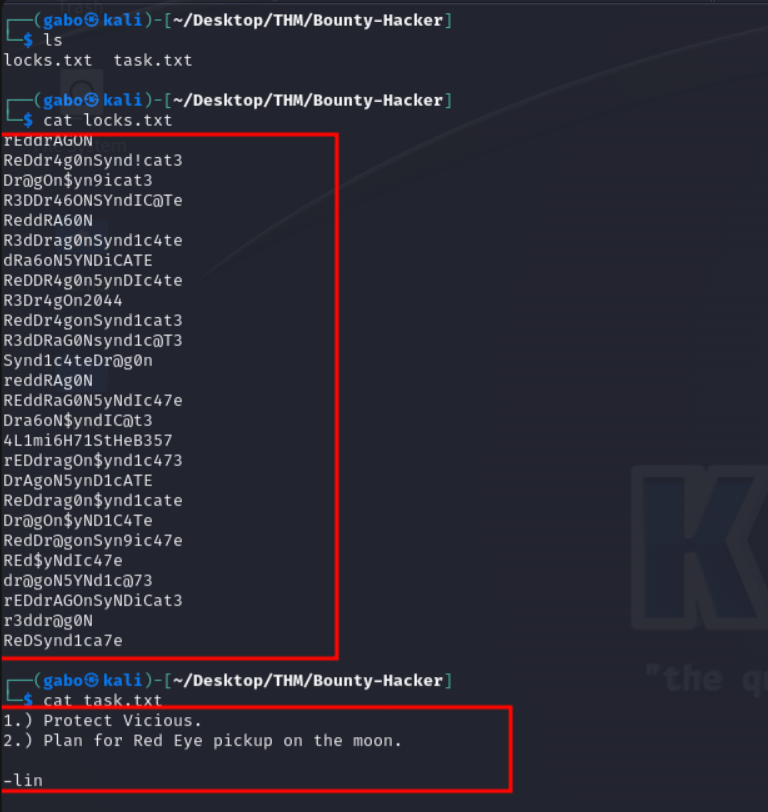 ┌──(gabo㉿kali)-[~/Desktop/THM/Bounty-Hacker]
└─$ ls
locks.txt  task.txt
┌──(gabo㉿kali)-[~/Desktop/THM/Bounty-Hacker]
└─$ cat locks.txt
rEddrAGON
ReDdr4g0nSynd!cat3
Dr@gOn$yn9icat3
R3DDr46ONSYndIC@Te
ReddRA60N
R3dDrag0nSynd1c4te
dRa6oN5YNDiCATE
ReDDR4g0n5ynDIc4te
R3Dr4gOn2044
RedDr4gonSynd1cat3
R3dDRaG0Nsynd1c@T3
Synd1c4teDr@g0n
reddRAg0N
REddRaG0N5yNdIc47e
Dra6oN$yndIC@t3
4L1mi6H71StHeB357
rEDdragOn$ynd1c473
DrAgoN5ynD1cATE
ReDdrag0n$ynd1cate
Dr@gOn$yND1C4Te
RedDr@gonSyn9ic47e
REd$yNdIc47e
dr@goN5YNd1c@73
rEDdrAGOnSyNDiCat3
r3ddr@g0N
ReDSynd1ca7e
┌──(gabo㉿kali)-[~/Desktop/THM/Bounty-Hacker]
└─$ cat task.txt
1.) Protect Vicious.
2.) Plan for Red Eye pickup on the moon.
-lin
K
"the qu